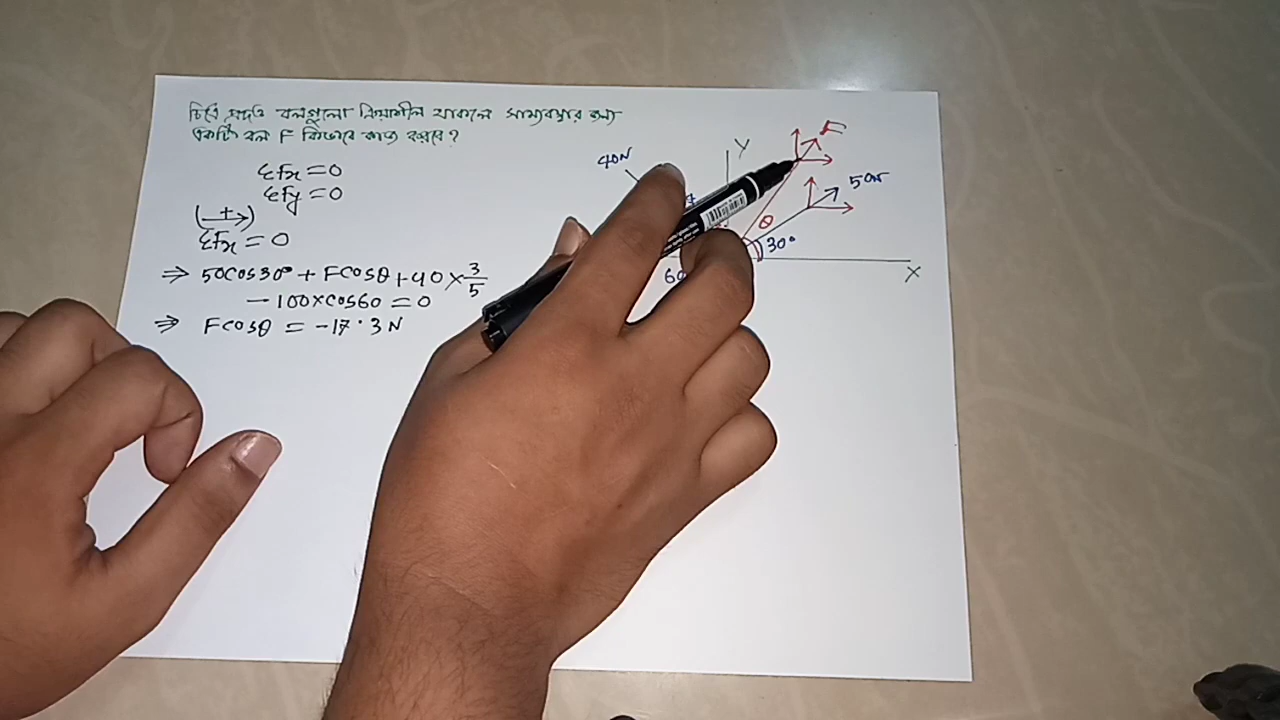 চিত্রে প্রদত্ত বলগুলো ক্রিয়াশীল থাকলে সাম্যবস্থার জন্য
একটি বল F কিভাবে কাজ করবে?
ΣFx = 0
ΣFy = 0
(+→)
ΣFx = 0
⇒ 50cos30° + Fcosθ + 40 × 3/5
− 100×cos60 = 0
⇒ Fcosθ = −17.3 N
40N
Y
F
50N
θ
30°
X